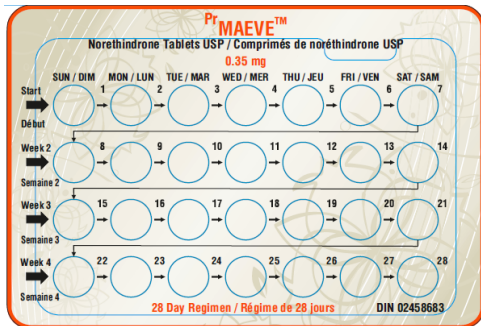 Pr MAEVE™
Norethindrone Tablets USP / Comprimés de noréthindrone USP
0.35 mg
SUN / DIM MON / LUN TUE / MAR WED / MER THU / JEU FRI / VEN SAT / SAM
Start
1 2 3 4 5 6 7
Début
Week 2
8 9 10 11 12 13 14
Semaine 2
Week 3
15 16 17 18 19 20 21
Semaine 3
Week 4
22 23 24 25 26 27 28
Semaine 4
28 Day Regimen / Régime de 28 jours DIN 02458683